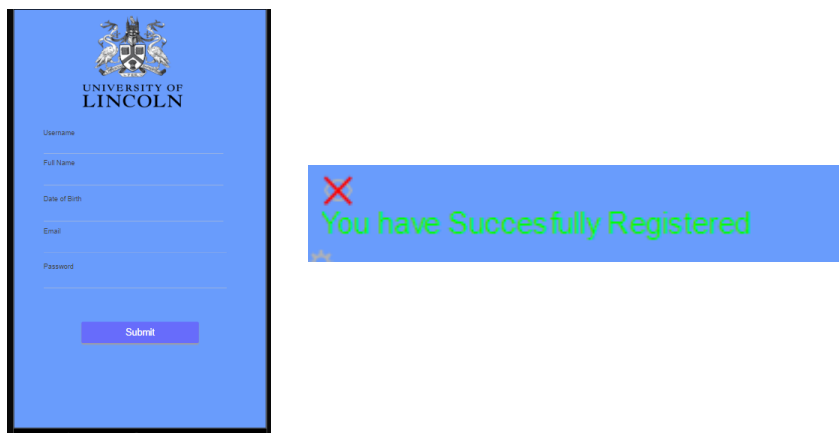 UNIVERSITY OF
LINCOLN
Username
Full Name
Date of Birth
Email
Password
Submit
You have Succesfully Registered